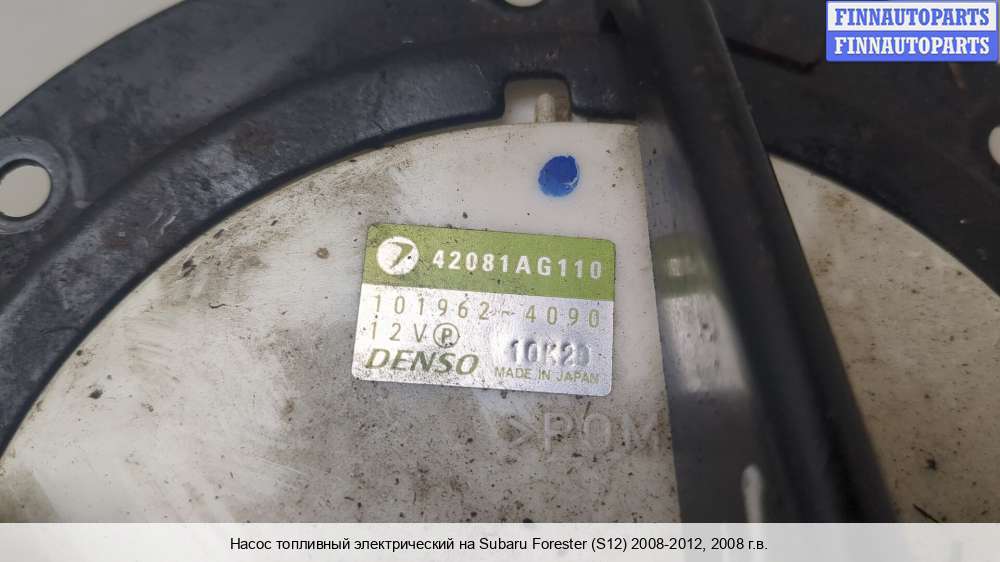 FINNAUTOPARTS
FINNAUTOPARTS
7 42081AG110
101962-4090
12V P
DENSO 10K20
MADE IN JAPAN
>POM
Насос топливный электрический на Subaru Forester (S12) 2008-2012, 2008 г.в.